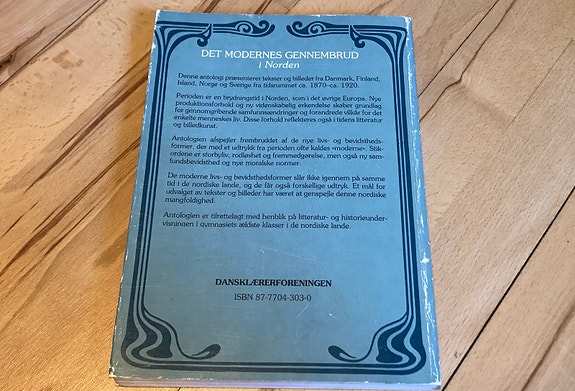 DET MODERNES GENNEMBRUD
i Norden
Denne antologi præsenterer tekster og billeder fra Danmark, Finland,
Island, Norge og Sverige fra tidsrummet ca. 1870-ca. 1920.
Perioden er en brydningstid i Norden, som i det øvrige Europa. Nye
produktionsforhold og ny videnskabelig erkendelse skaber grundlag
for gennemgribende samfundsændringer og forandrede vilkår for det
enkelte menneskes liv. Disse forhold reflekteres også i tidens litteratur
og billedkunst.
Antologien afspejler frembruddet af de nye livs- og bevidstheds-
former, der med et udtryk fra perioden ofte kaldes »moderne«. Stik-
ordene er storbyliv, rodløshed og fremmedgørelse, men også ny sam-
fundsbevidsthed og nye moralske normer.
De moderne livs- og bevidsthedsformer slår ikke igennem på samme
tid i de nordiske lande, og de får også forskellige udtryk. Et mål for
udvalget av tekster og billeder har været at genspejle denne nordiske
mangfoldighed.
Antologien er tilrettelagt med henblik på litteratur- og historieunder-
visningen i gymnasiets ældste klasser i de nordiske lande.
DANSKLÆRERFORENINGEN
ISBN 87-7704-303-0